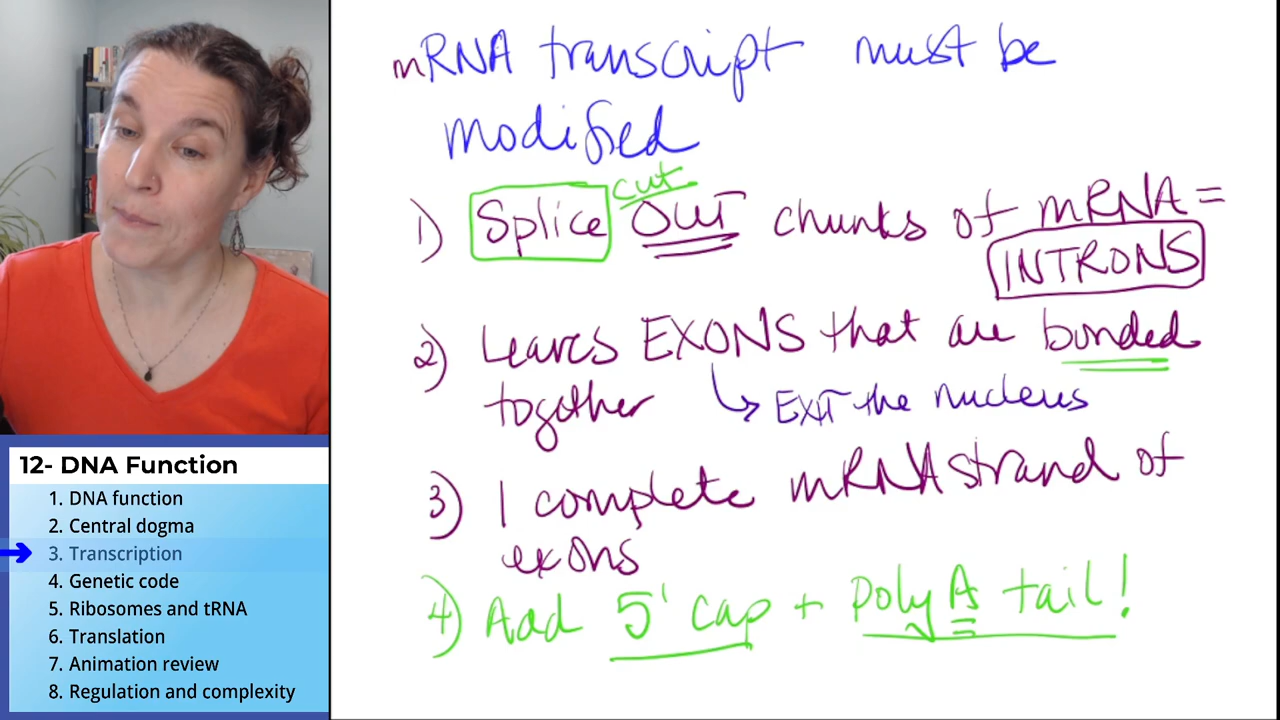 mRNA transcript must be
modified
cut
1) Splice OUT chunks of mRNA =
INTRONS
2) Leaves EXONS that are bonded
together
↳ EXIT the nucleus
3) 1 complete mRNA strand of
exons
4) Add 5' cap + Poly A tail!
12- DNA Function
1. DNA function
2. Central dogma
3. Transcription
4. Genetic code
5. Ribosomes and tRNA
6. Translation
7. Animation review
8. Regulation and complexity